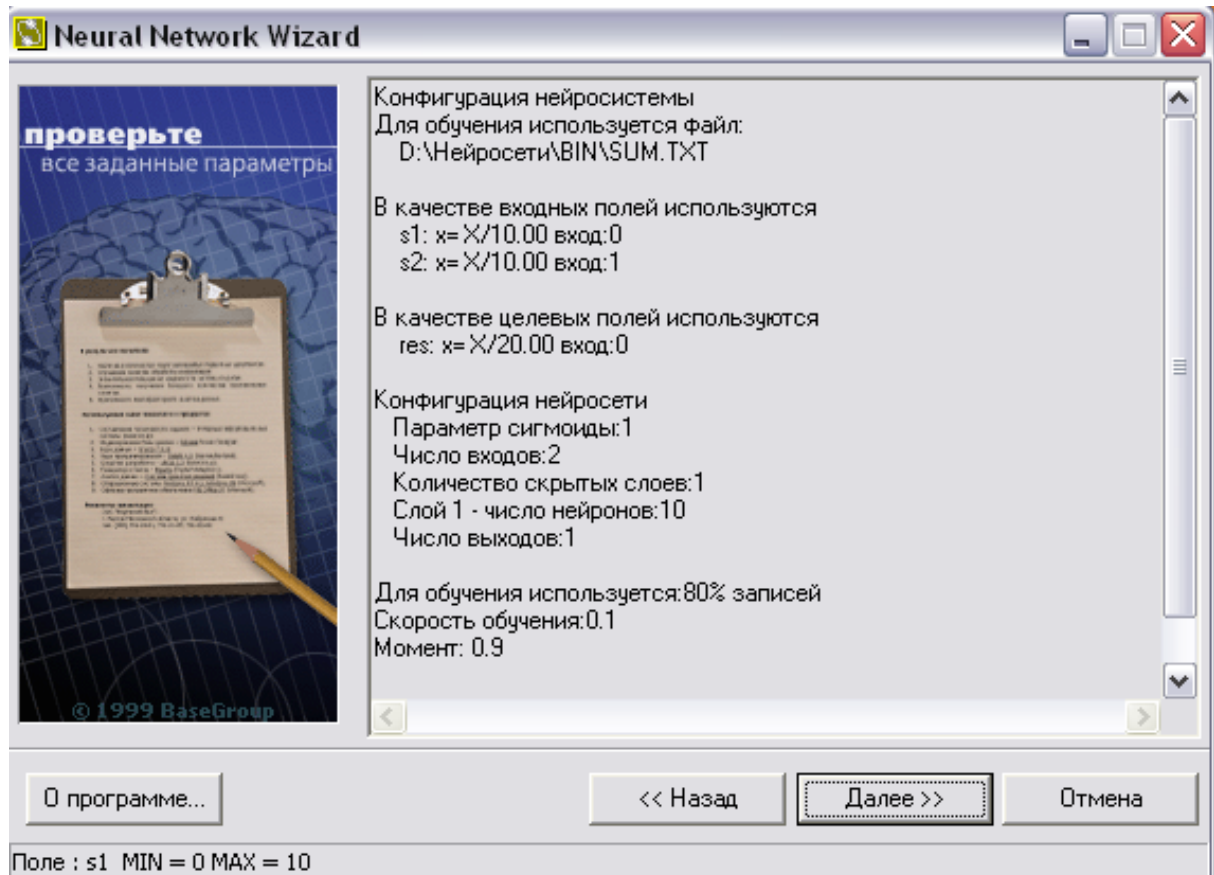 Neural Network Wizard
проверьте
все заданные параметры
© 1999 BaseGroup
Конфигурация нейросистемы
Для обучения используется файл:
D:\Нейросети\BIN\SUM.TXT
В качестве входных полей используются
s1: x= X/10.00 вход:0
s2: x= X/10.00 вход:1
В качестве целевых полей используются
res: x= X/20.00 вход:0
Конфигурация нейросети
Параметр сигмоиды:1
Число входов:2
Количество скрытых слоев:1
Слой 1 - число нейронов:10
Число выходов:1
Для обучения используется:80% записей
Скорость обучения:0.1
Момент: 0.9
О программе...
<< Назад
Далее >>
Отмена
Поле : s1 MIN = 0 MAX = 10